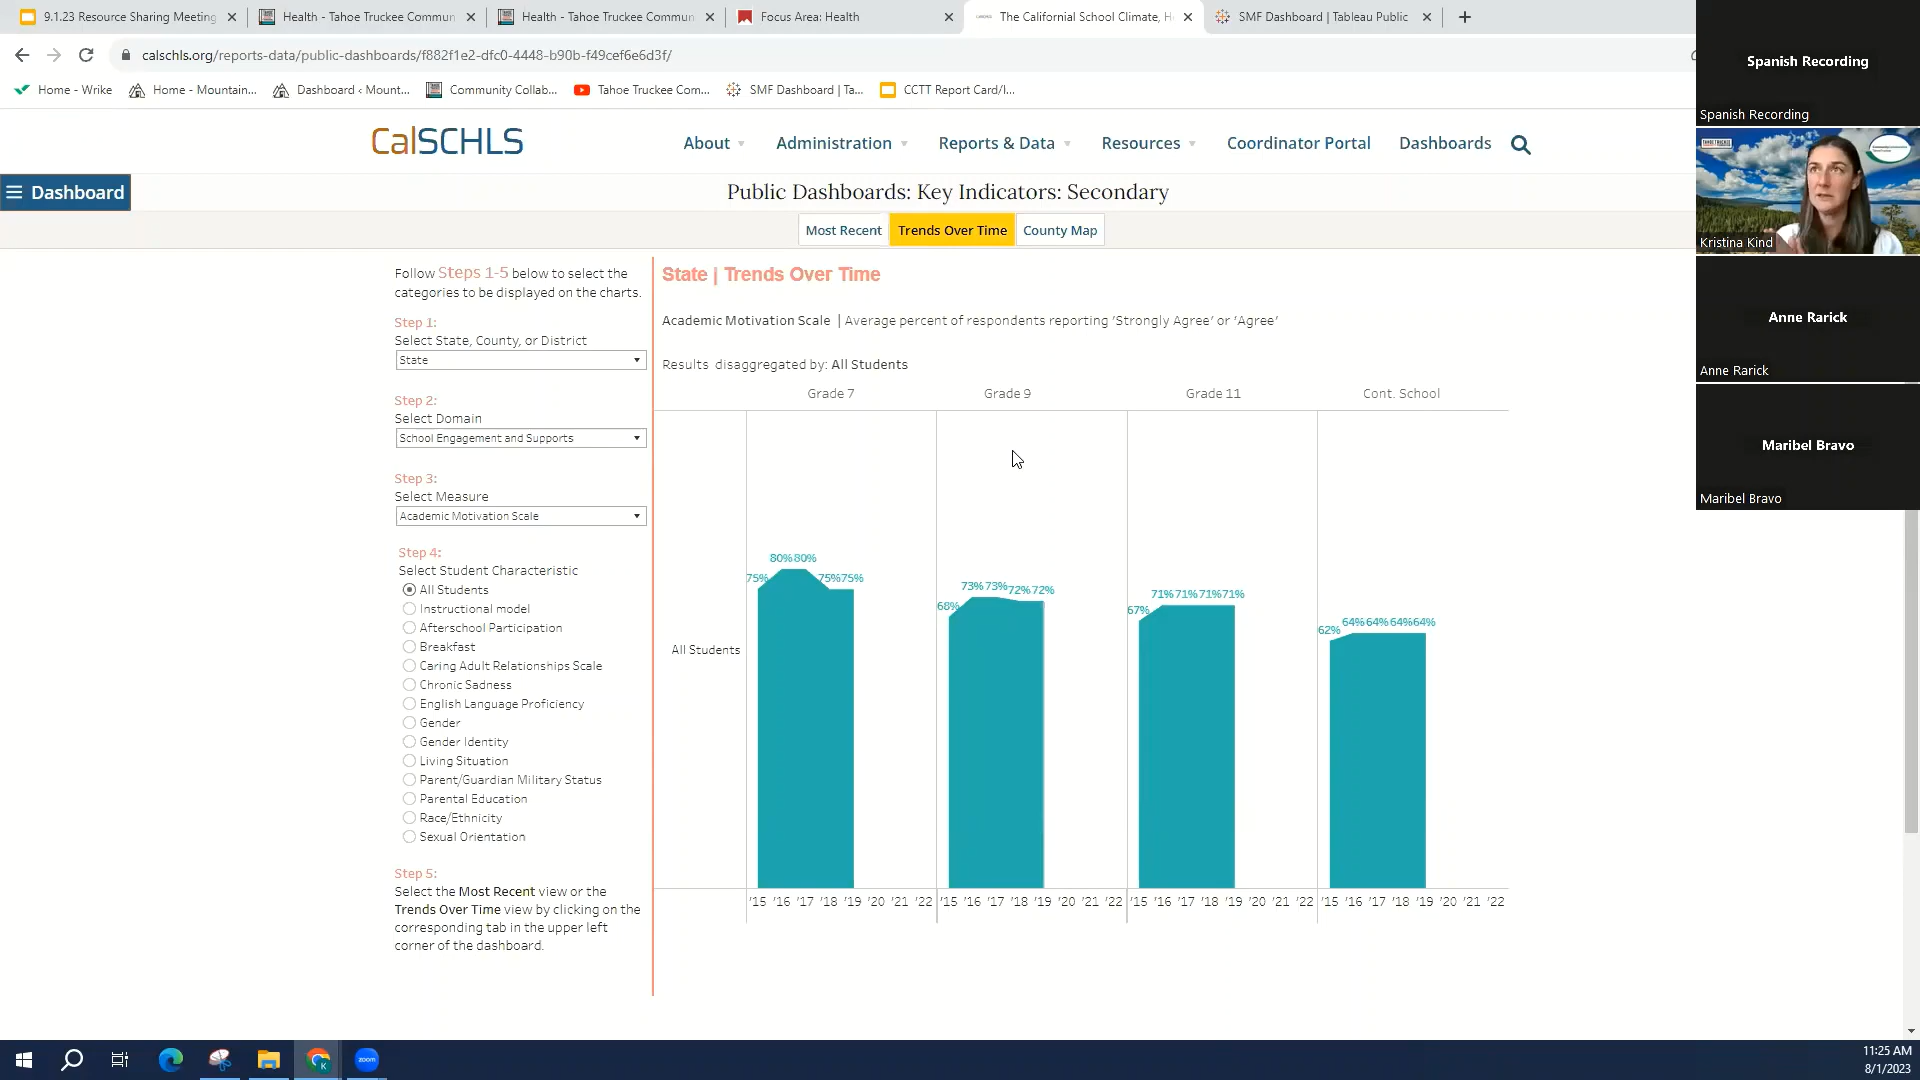 9.1.23 Resource Sharing Meeting
Health - Tahoe Truckee Commun
Health - Tahoe Truckee Commun
Focus Area: Health
The Californial School Climate, H
SMF Dashboard | Tableau Public
calschls.org/reports-data/public-dashboards/f882f1e2-dfc0-4448-b90b-f49cef6e6d3f/
Home - Wrike
Home - Mountain...
Dashboard ‹ Mount...
Community Collab...
Tahoe Truckee Com...
SMF Dashboard | Ta...
CCTT Report Card/I...
CalSCHLS
About
Administration
Reports & Data
Resources
Coordinator Portal
Dashboards
Dashboard
Public Dashboards: Key Indicators: Secondary
Most Recent
Trends Over Time
County Map
Follow Steps 1-5 below to select the
categories to be displayed on the charts.
Step 1:
Select State, County, or District
State
Step 2:
Select Domain
School Engagement and Supports
Step 3:
Select Measure
Academic Motivation Scale
Step 4:
Select Student Characteristic
All Students
Instructional model
Afterschool Participation
Breakfast
Caring Adult Relationships Scale
Chronic Sadness
English Language Proficiency
Gender
Gender Identity
Living Situation
Parent/Guardian Military Status
Parental Education
Race/Ethnicity
Sexual Orientation
Step 5:
Select the Most Recent view or the
Trends Over Time view by clicking on the
corresponding tab in the upper left
corner of the dashboard.
State | Trends Over Time
Academic Motivation Scale | Average percent of respondents reporting 'Strongly Agree' or 'Agree'
Results disaggregated by: All Students
Grade 7 Grade 9 Grade 11 Cont. School
All Students
75% 80% 80% 75% 75%
68% 73% 73% 72% 72%
67% 71% 71% 71% 71%
62% 64% 64% 64% 64%
'15 '16 '17 '18 '19 '20 '21 '22 '15 '16 '17 '18 '19 '20 '21 '22 '15 '16 '17 '18 '19 '20 '21 '22 '15 '16 '17 '18 '19 '20 '21 '22
Spanish Recording
Spanish Recording
Kristina Kind
Anne Rarick
Anne Rarick
Maribel Bravo
Maribel Bravo
zoom
11:25 AM
8/1/2023